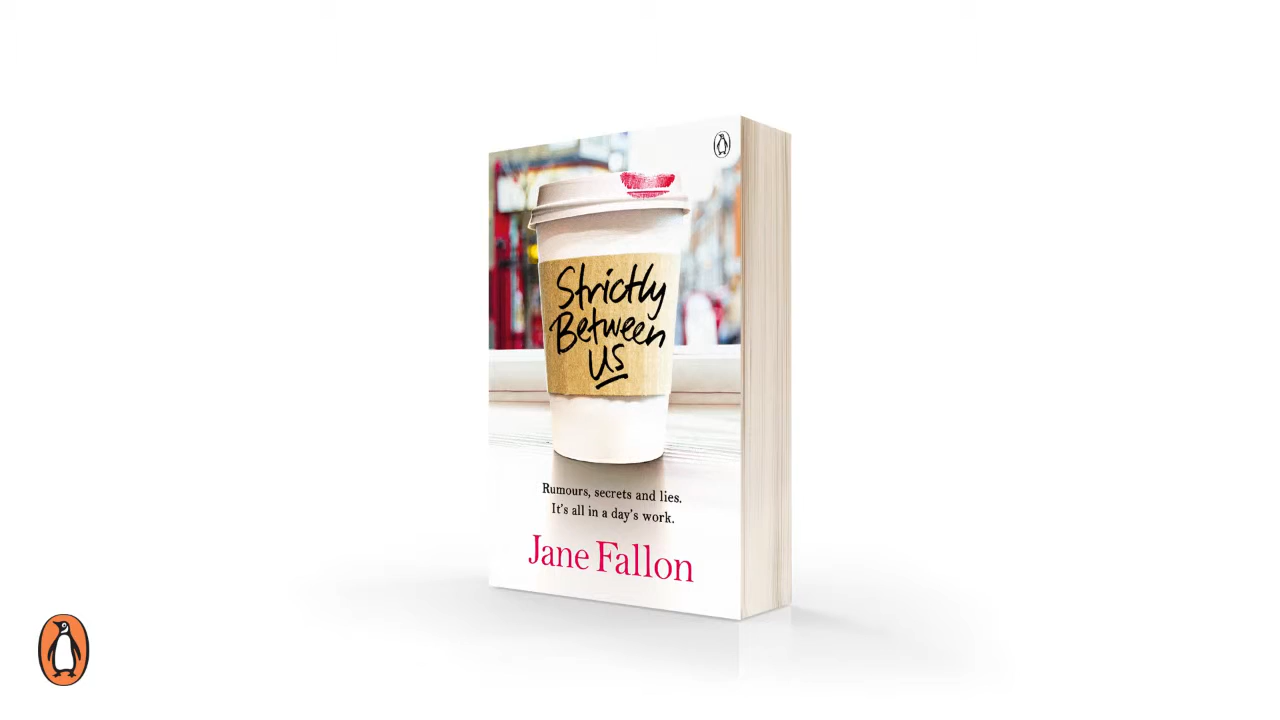 Strictly
Between
Us
Rumours, secrets and lies.
It's all in a day's work.
Jane Fallon